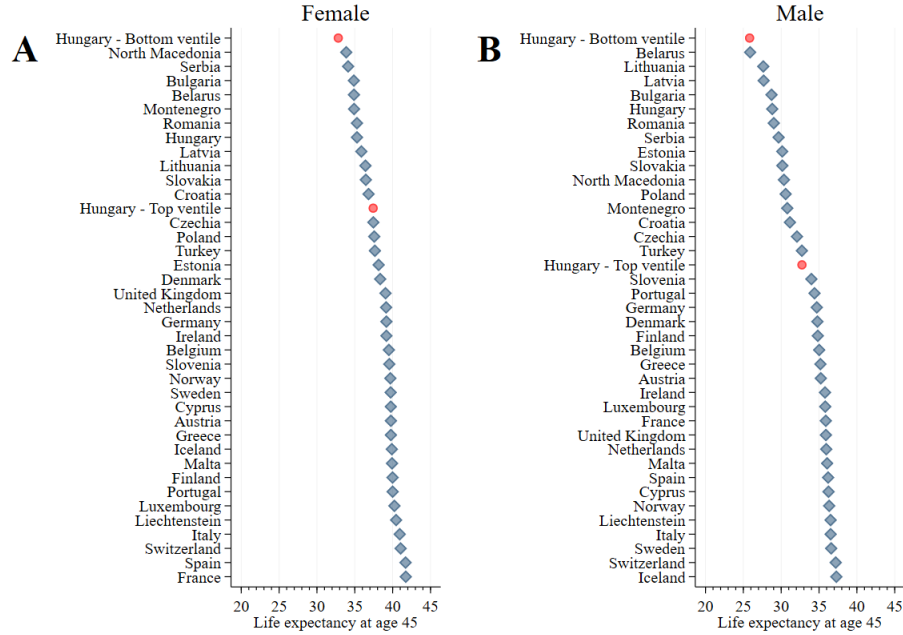 Female
A
Hungary - Bottom ventile
North Macedonia
Serbia
Bulgaria
Belarus
Montenegro
Romania
Hungary
Latvia
Lithuania
Slovakia
Croatia
Hungary - Top ventile
Czechia
Poland
Turkey
Estonia
Denmark
United Kingdom
Netherlands
Germany
Ireland
Belgium
Slovenia
Norway
Sweden
Cyprus
Austria
Greece
Iceland
Malta
Finland
Portugal
Luxembourg
Liechtenstein
Italy
Switzerland
Spain
France
20 25 30 35 40 45
Life expectancy at age 45
Male
B
Hungary - Bottom ventile
Belarus
Lithuania
Latvia
Bulgaria
Hungary
Romania
Serbia
Estonia
Slovakia
North Macedonia
Poland
Montenegro
Croatia
Czechia
Turkey
Hungary - Top ventile
Slovenia
Portugal
Germany
Denmark
Finland
Belgium
Greece
Austria
Ireland
Luxembourg
France
United Kingdom
Netherlands
Malta
Spain
Cyprus
Norway
Liechtenstein
Italy
Sweden
Switzerland
Iceland
20 25 30 35 40 45
Life expectancy at age 45